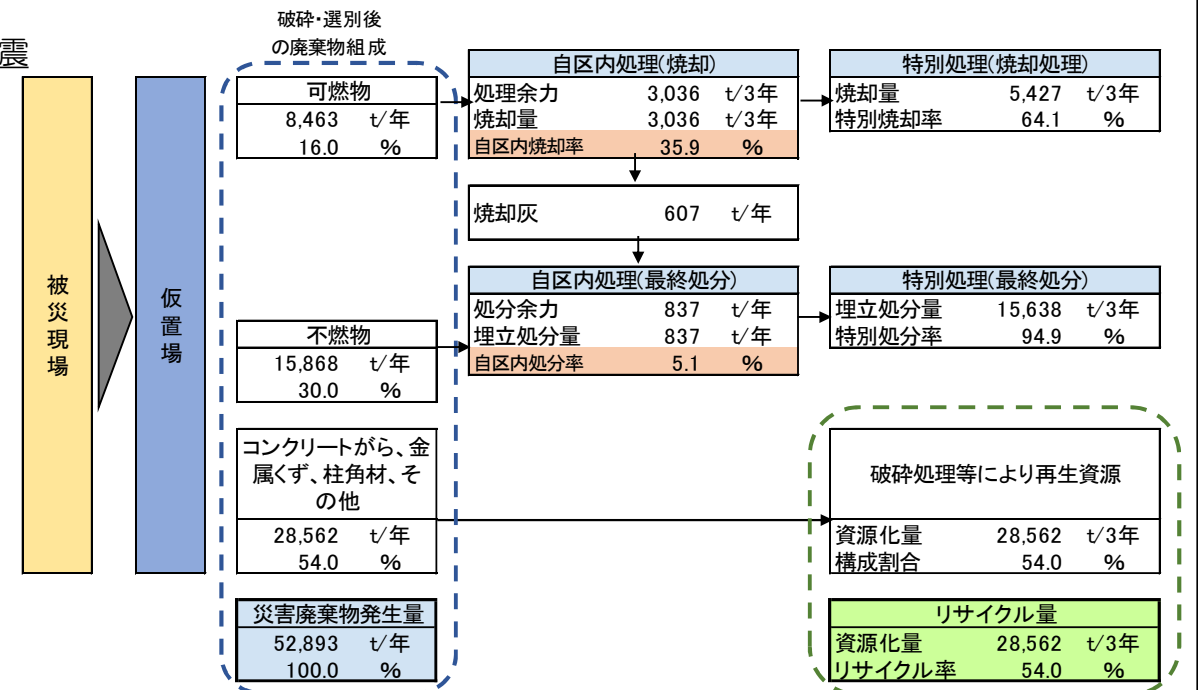 震
破砕・選別後
の廃棄物組成
被災現場
仮置場
可燃物
8,463 t/年
16.0 %
自区内処理(焼却)
処理余力 3,036 t/3年
焼却量 3,036 t/3年
自区内焼却率 35.9 %
特別処理(焼却処理)
焼却量 5,427 t/3年
特別焼却率 64.1 %
焼却灰 607 t/年
不燃物
15,868 t/年
30.0 %
自区内処理(最終処分)
処分余力 837 t/年
埋立処分量 837 t/年
自区内処分率 5.1 %
特別処理(最終処分)
埋立処分量 15,638 t/3年
特別処分率 94.9 %
コンクリートがら、金
属くず、柱角材、そ
の他
28,562 t/年
54.0 %
破砕処理等により再生資源
資源化量 28,562 t/3年
構成割合 54.0 %
災害廃棄物発生量
52,893 t/年
100.0 %
リサイクル量
資源化量 28,562 t/3年
リサイクル率 54.0 %